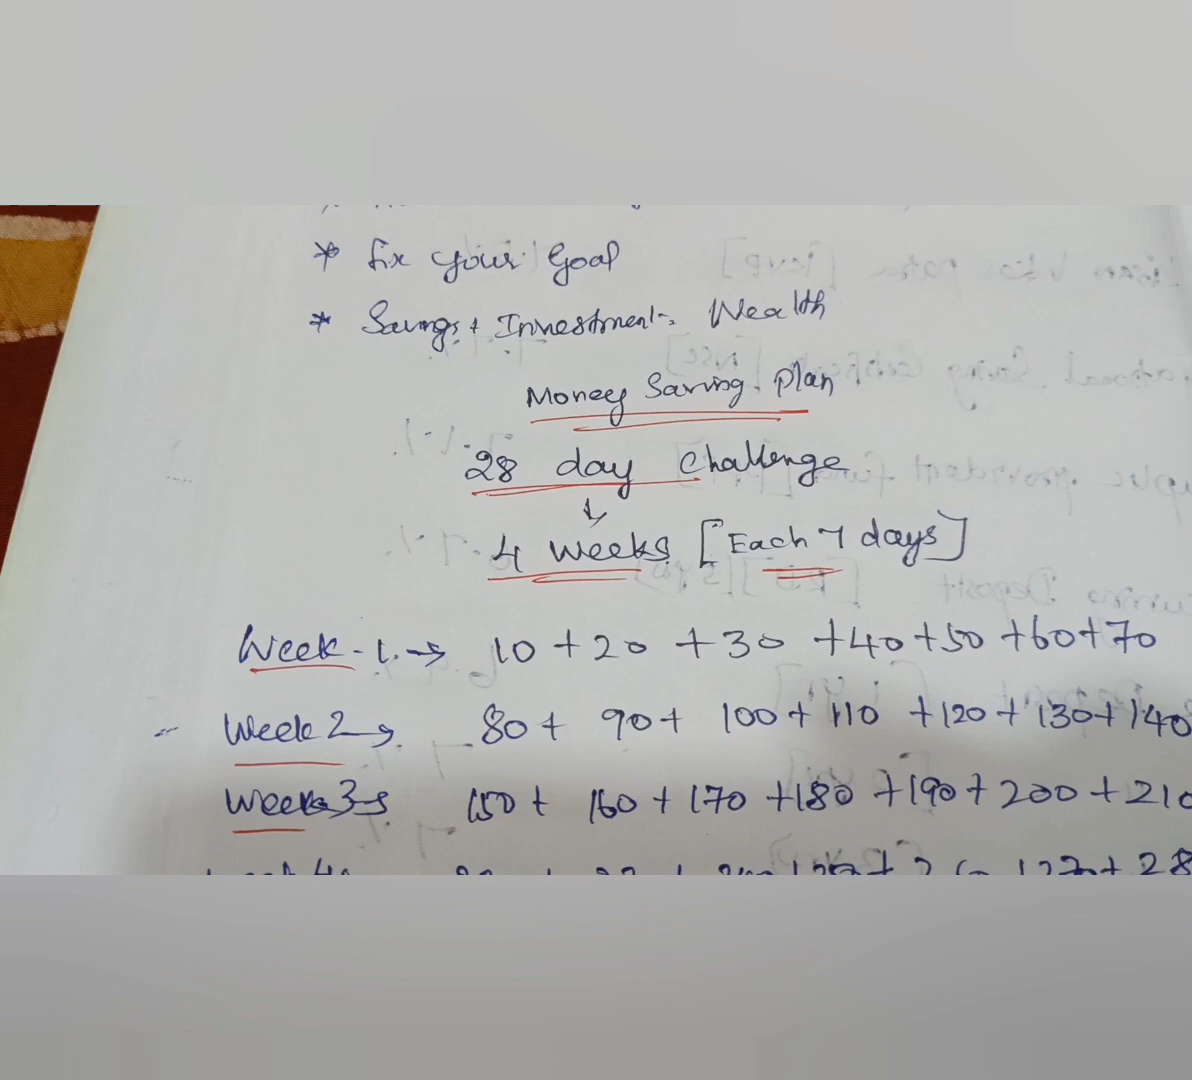 * fix your Goal
* Savings + Investment = Wealth
Money Saving Plan
28 day Challenge
↓
4 Weeks [Each 7 days]
Week - 1. → 10 + 20 + 30 + 40 + 50 + 60 + 70
Week 2 → 80 + 90 + 100 + 110 + 120 + 130 + 140
Week 3 → 150 + 160 + 170 + 180 + 190 + 200 + 210